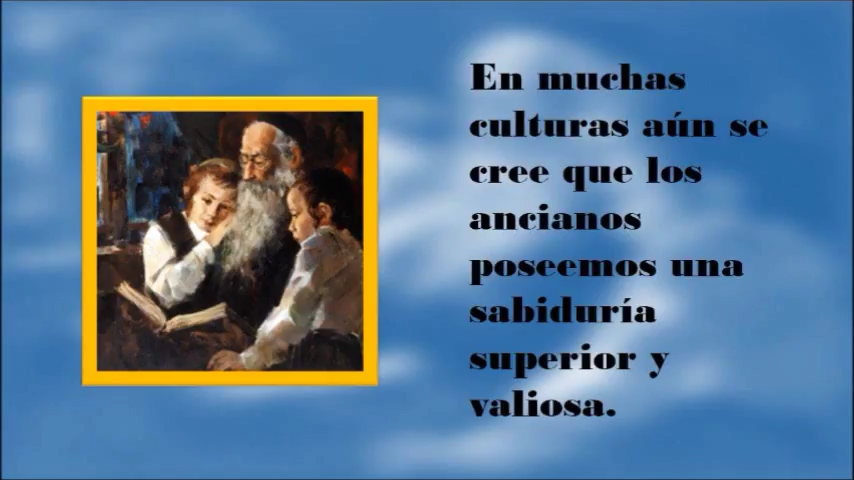 En muchas
culturas aún se
cree que los
ancianos
poseemos una
sabiduría
superior y
valiosa.